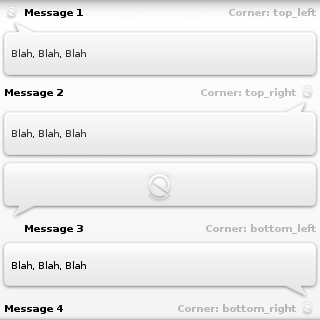 Message 1 Corner: top_left
Blah, Blah, Blah
Message 2 Corner: top_right
Blah, Blah, Blah
Message 3 Corner: bottom_left
Blah, Blah, Blah
Message 4 Corner: bottom_right